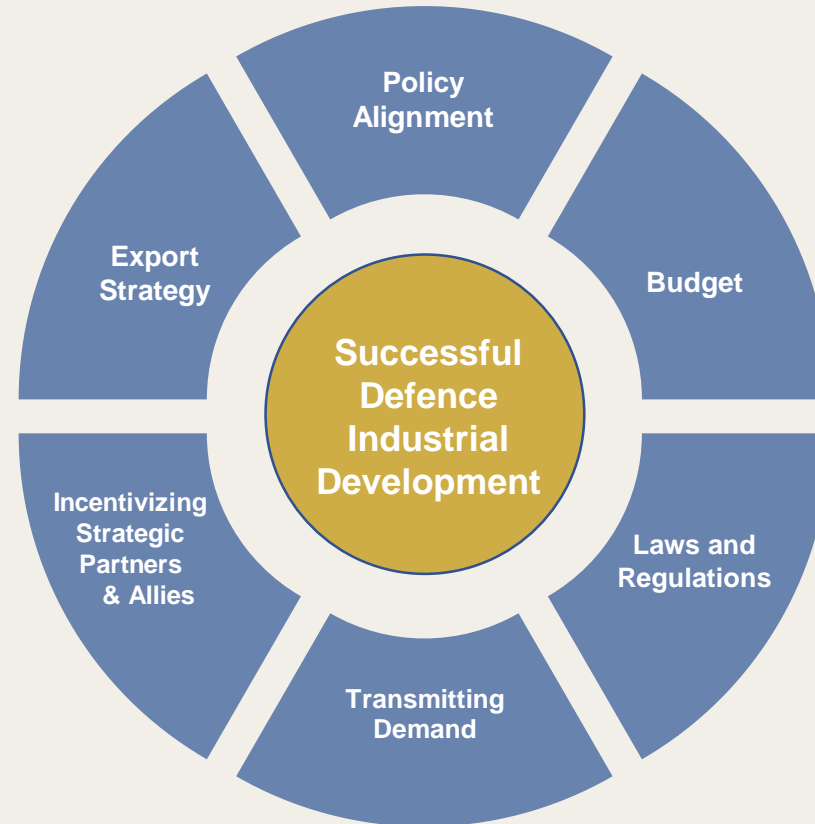 Policy
Alignment
Export
Strategy
Budget
Successful
Defence
Industrial
Development
Incentivizing
Strategic
Partners
& Allies
Laws and
Regulations
Transmitting
Demand